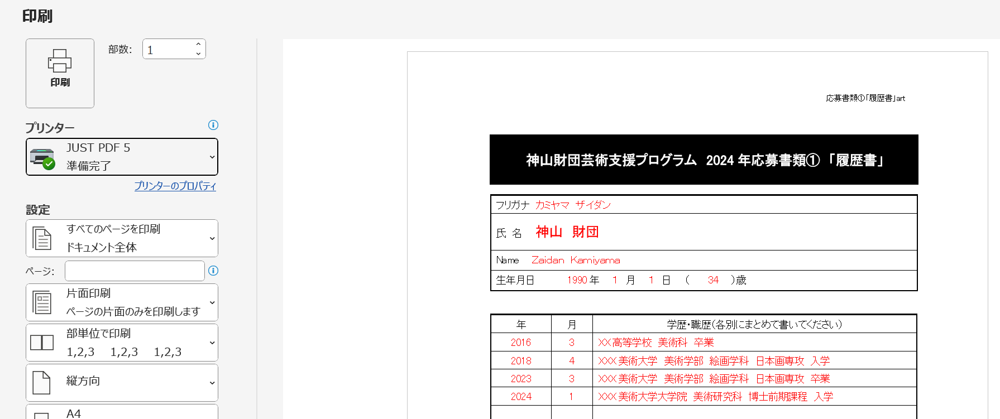 印刷
印刷
部数: 1
プリンター
JUST PDF 5
準備完了
プリンターのプロパティ
設定
すべてのページを印刷
ドキュメント全体
ページ:
片面印刷
ページの片面のみを印刷します
部単位で印刷
1,2,3 1,2,3 1,2,3
縦方向
A4
応募書類①「履歴書」art
神山財団芸術支援プログラム 2024 年応募書類① 「履歴書」
フリガナ カミヤマ ザイダン
氏 名 神山 財団
Name Zaidan Kamiyama
生年月日 1990 年 1 月 1 日 ( 34 )歳
年 月 学歴・職歴(各別にまとめて書いてください)
2016 3 XX高等学校 美術科 卒業
2018 4 XXX美術大学 美術学部 絵画学科 日本画専攻 入学
2023 3 XXX美術大学 美術学部 絵画学科 日本画専攻 卒業
2024 1 XXX美術大学大学院 美術研究科 博士前期課程 入学